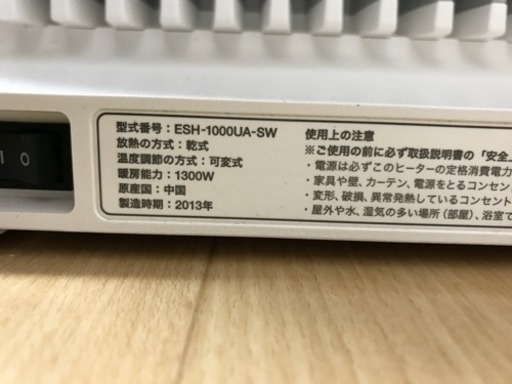 型式番号：ESH-1000UA-SW
放熱の方式：乾式
温度調節の方式：可変式
暖房能力：1300W
原産国：中国
製造時期：2013年
使用上の注意
※ご使用の前に必ず取扱説明書の「安全上
・電源は必ずこのヒーターの定格消費電力
・家具や壁、カーテン、電源をとるコンセント
・変形、破損、異常発熱しているコンセント
・屋外や水、湿気の多い場所（部屋）、浴室で
1 0